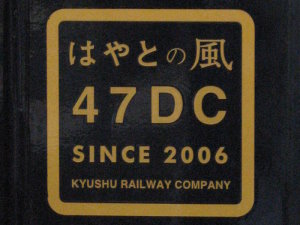 はやとの風
47DC
SINCE 2006
KYUSHU RAILWAY COMPANY